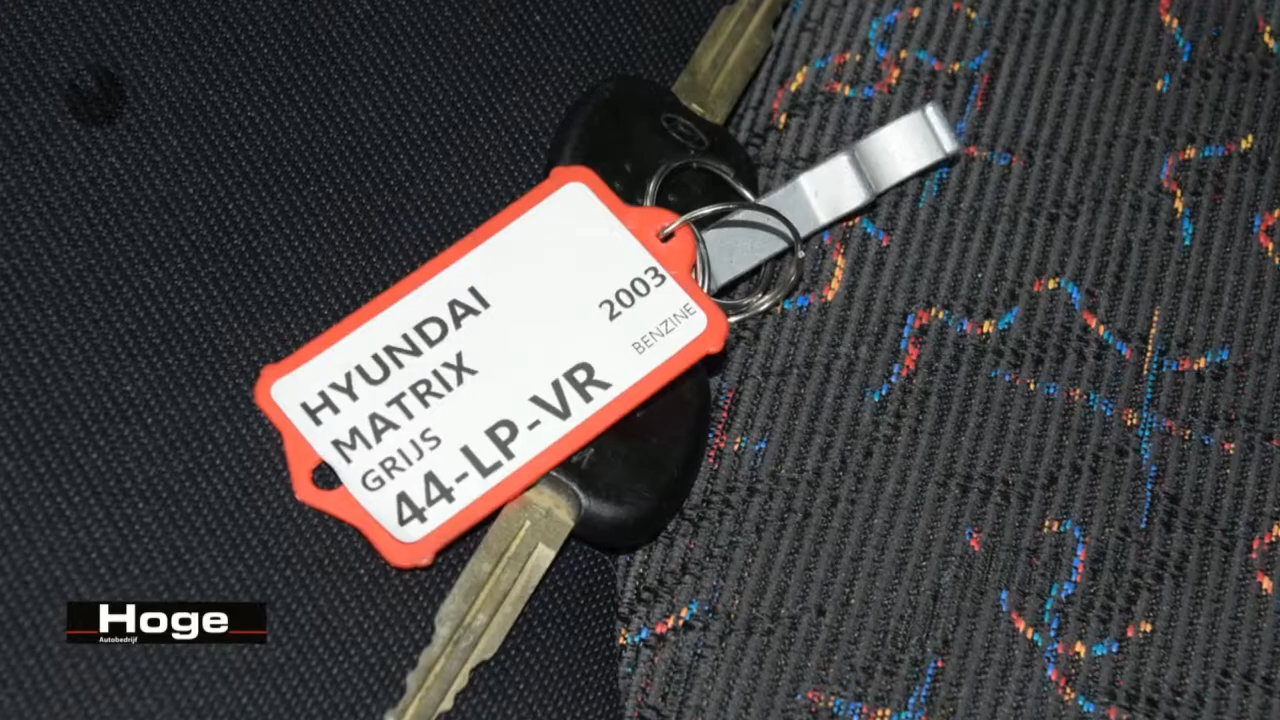 HYUNDAI
MATRIX
GRIJS
44-LP-VR
2003
BENZINE
Hoge
Autobedrijf